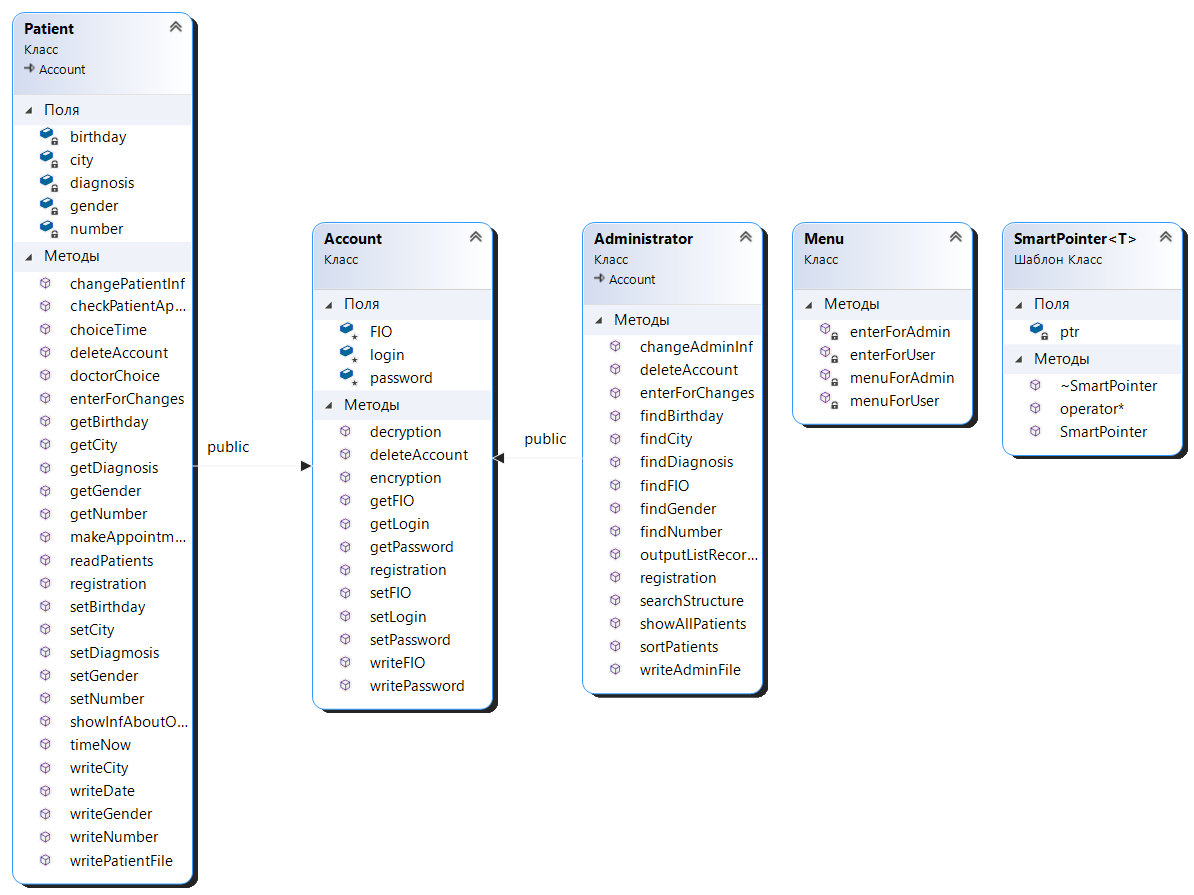 Patient
Класс
Account
Поля
birthday
city
diagnosis
gender
number
Методы
changePatientInf
checkPatientAp...
choiceTime
deleteAccount
doctorChoice
enterForChanges
getBirthday
getCity
getDiagnosis
getGender
getNumber
makeAppointm...
readPatients
registration
setBirthday
setCity
setDiagmosis
setGender
setNumber
showInfAboutO...
timeNow
writeCity
writeDate
writeGender
writeNumber
writePatientFile
public
Account
Класс
Поля
FIO
login
password
Методы
decryption
deleteAccount
encryption
getFIO
getLogin
getPassword
registration
setFIO
setLogin
setPassword
writeFIO
writePassword
public
Administrator
Класс
Account
Методы
changeAdminInf
deleteAccount
enterForChanges
findBirthday
findCity
findDiagnosis
findFIO
findGender
findNumber
outputListRecor...
registration
searchStructure
showAllPatients
sortPatients
writeAdminFile
Menu
Класс
Методы
enterForAdmin
enterForUser
menuForAdmin
menuForUser
SmartPointer<T>
Шаблон Класс
Поля
ptr
Методы
~SmartPointer
operator*
SmartPointer